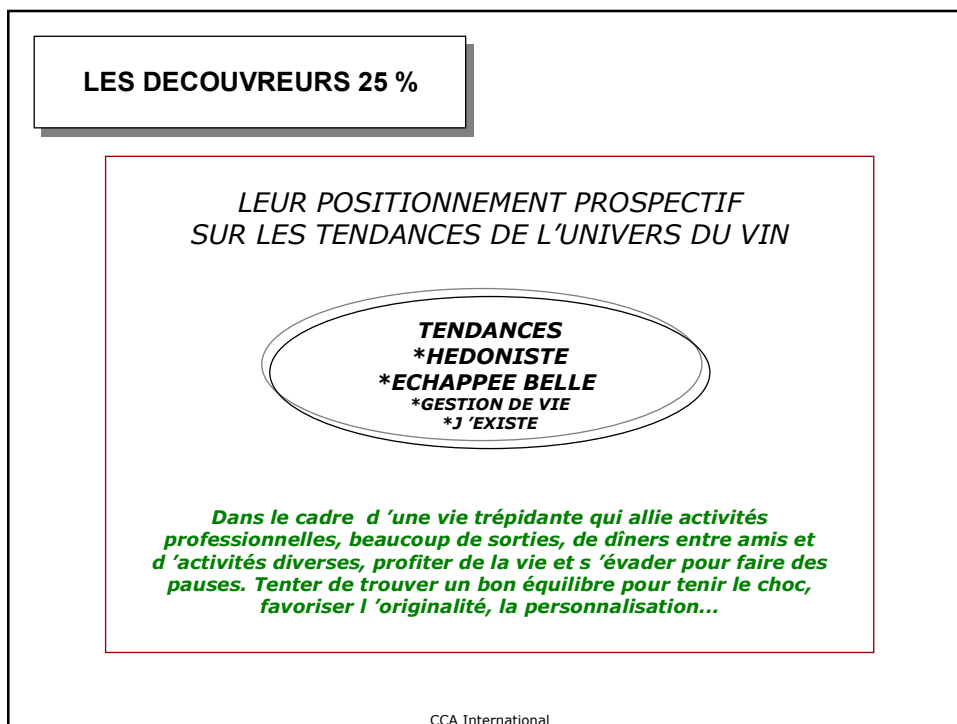 LES DECOUVREURS 25 %
LEUR POSITIONNEMENT PROSPECTIF
SUR LES TENDANCES DE L’UNIVERS DU VIN
TENDANCES
*HEDONISTE
*ECHAPPEE BELLE
*GESTION DE VIE
*J ’EXISTE
Dans le cadre  d ’une vie trépidante qui allie activités
professionnelles, beaucoup de sorties, de dîners entre amis et
d ’activités diverses, profiter de la vie et s ’évader pour faire des
pauses. Tenter de trouver un bon équilibre pour tenir le choc,
favoriser l ’originalité, la personnalisation...
CCA International